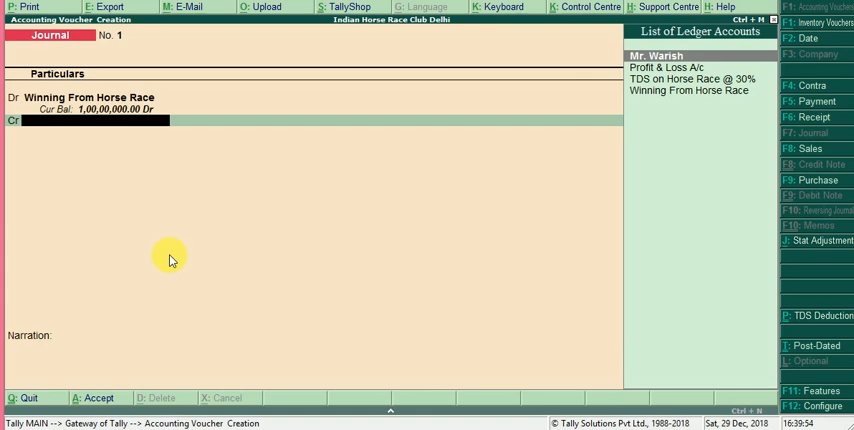 P: Print E: Export M: E-Mail O: Upload S: TallyShop G: Language K: Keyboard K: Control Centre H: Support Centre H: Help
F1: Accounting Vouchers
Accounting Voucher Creation Indian Horse Race Club Delhi Ctrl + M
F1: Inventory Vouchers
Journal No. 1
List of Ledger Accounts
F2: Date
F3: Company
Particulars
Mr. Warish
Profit & Loss A/c
TDS on Horse Race @ 30%
Winning From Horse Race
F4: Contra
F5: Payment
F6: Receipt
F7: Journal
F8: Sales
F8: Credit Note
F9: Purchase
F9: Debit Note
F10: Reversing Journal
F10: Memos
J: Stat Adjustment
Dr Winning From Horse Race
Cur Bal: 1,00,00,000.00 Dr
Cr
P: TDS Deduction
Narration:
T: Post-Dated
L: Optional
F11: Features
F12: Configure
Q: Quit A: Accept D: Delete X: Cancel
Ctrl + N
Tally MAIN --> Gateway of Tally --> Accounting Voucher Creation © Tally Solutions Pvt Ltd., 1988-2018 Sat, 29 Dec, 2018 16:39:54